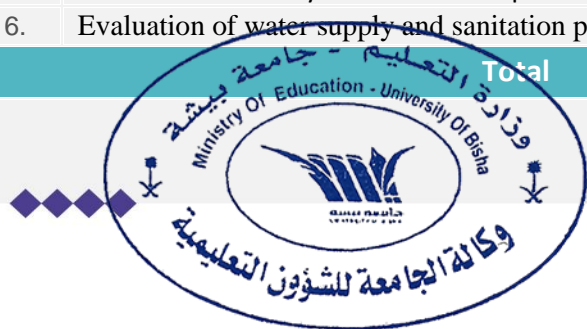 6. Evaluation of water supply and sanitation p
Total
وزارة التعليم - جامعة بيشة
Ministry Of Education - University Of Bisha
جامعة بيشة
وكالة الجامعة للشؤون التعليمية